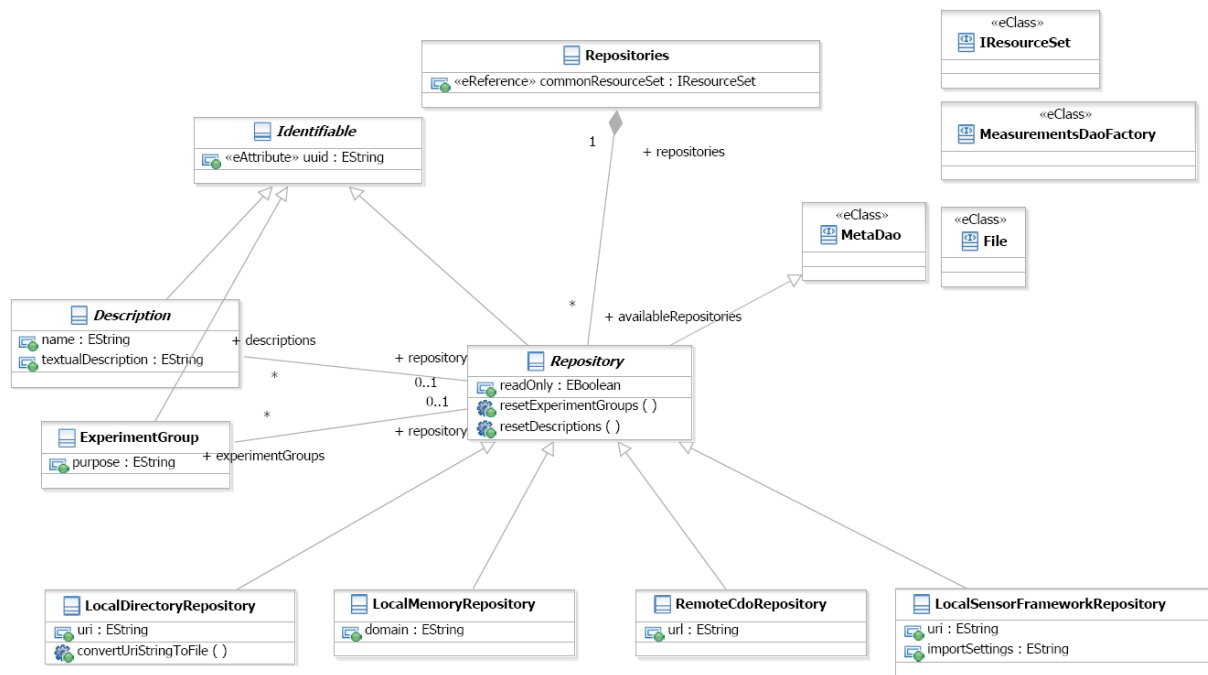 «eClass»
IResourceSet
Repositories
«eReference» commonResourceSet : IResourceSet
«eClass»
MeasurementsDaoFactory
Identifiable
«eAttribute» uuid : EString
1
+ repositories
«eClass»
MetaDao
«eClass»
File
*
+ availableRepositories
Description
name : EString
textualDescription : EString
+ descriptions
*
+ repository
0..1
Repository
readOnly : EBoolean
resetExperimentGroups ( )
resetDescriptions ( )
0..1
*
+ repository
ExperimentGroup
purpose : EString
+ experimentGroups
LocalDirectoryRepository
uri : EString
convertUriStringToFile ( )
LocalMemoryRepository
domain : EString
RemoteCdoRepository
url : EString
LocalSensorFrameworkRepository
uri : EString
importSettings : EString